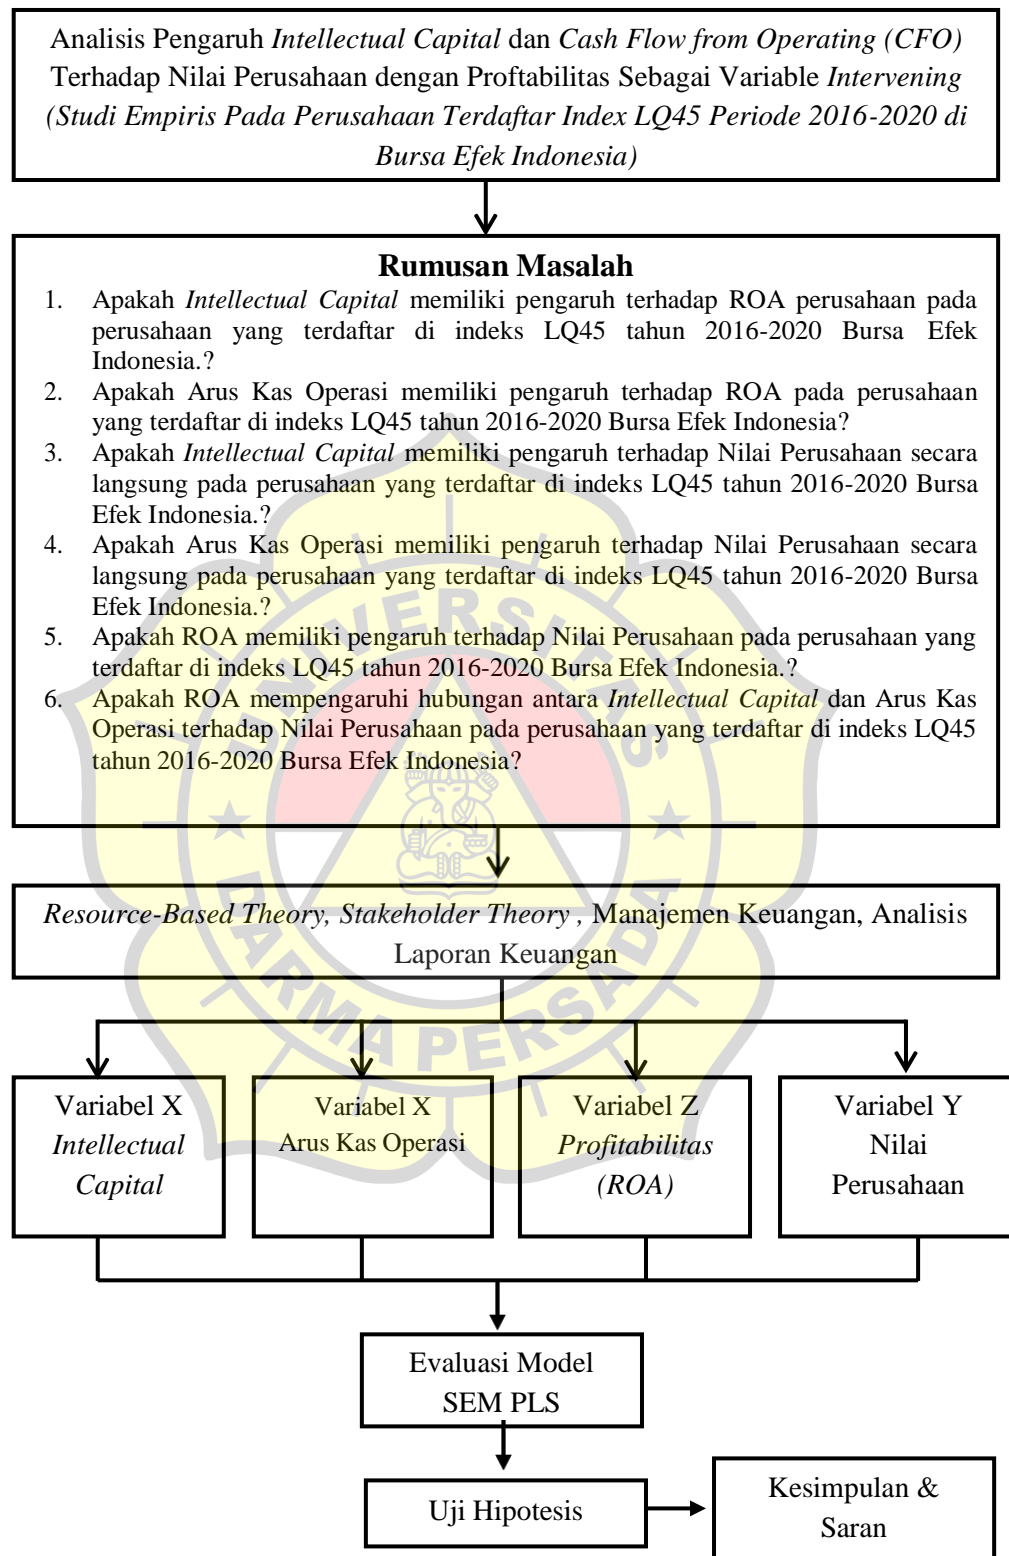 Analisis Pengaruh Intellectual Capital dan Cash Flow from Operating (CFO)
Terhadap Nilai Perusahaan dengan Proftabilitas Sebagai Variable Intervening
(Studi Empiris Pada Perusahaan Terdaftar Index LQ45 Periode 2016-2020 di
Bursa Efek Indonesia)
Rumusan Masalah
1. Apakah Intellectual Capital memiliki pengaruh terhadap ROA perusahaan pada
perusahaan yang terdaftar di indeks LQ45 tahun 2016-2020 Bursa Efek
Indonesia.?
2. Apakah Arus Kas Operasi memiliki pengaruh terhadap ROA pada perusahaan
yang terdaftar di indeks LQ45 tahun 2016-2020 Bursa Efek Indonesia?
3. Apakah Intellectual Capital memiliki pengaruh terhadap Nilai Perusahaan secara
langsung pada perusahaan yang terdaftar di indeks LQ45 tahun 2016-2020 Bursa
Efek Indonesia.?
4. Apakah Arus Kas Operasi memiliki pengaruh terhadap Nilai Perusahaan secara
langsung pada perusahaan yang terdaftar di indeks LQ45 tahun 2016-2020 Bursa
Efek Indonesia.?
5. Apakah ROA memiliki pengaruh terhadap Nilai Perusahaan pada perusahaan yang
terdaftar di indeks LQ45 tahun 2016-2020 Bursa Efek Indonesia.?
6. Apakah ROA mempengaruhi hubungan antara Intellectual Capital dan Arus Kas
Operasi terhadap Nilai Perusahaan pada perusahaan yang terdaftar di indeks LQ45
tahun 2016-2020 Bursa Efek Indonesia?
UNIVERSITAS
DARMA PERSADA
Resource-Based Theory, Stakeholder Theory , Manajemen Keuangan, Analisis
Laporan Keuangan
Variabel X
Intellectual
Capital
Variabel X
Arus Kas Operasi
Variabel Z
Profitabilitas
(ROA)
Variabel Y
Nilai
Perusahaan
Evaluasi Model
SEM PLS
Uji Hipotesis
Kesimpulan &
Saran